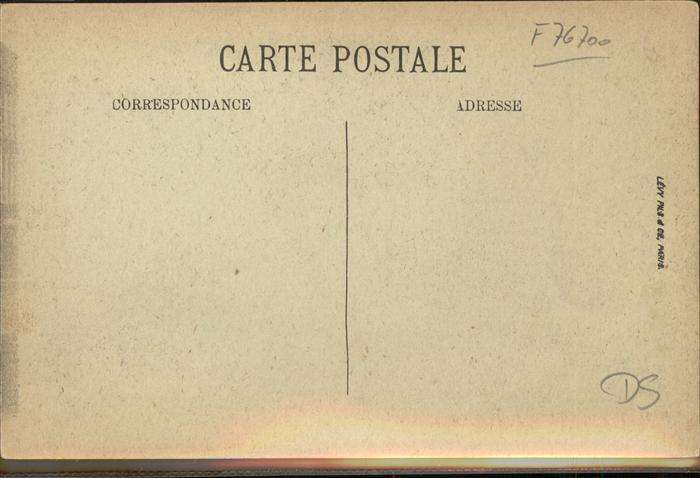 F 76700
CARTE POSTALE
CORRESPONDANCE
ADRESSE
LÉVY FILS & CIE, PARIS.
DS